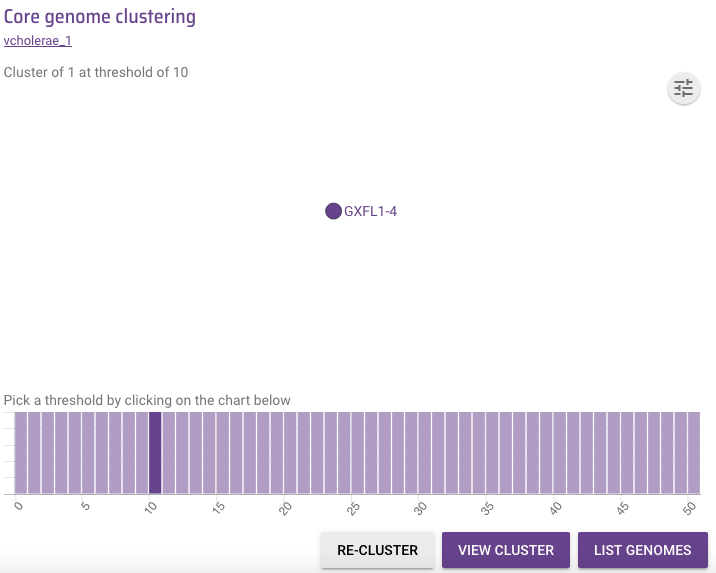 Core genome clustering
vcholerae_1
Cluster of 1 at threshold of 10
GXFL1-4
Pick a threshold by clicking on the chart below
0 5 10 15 20 25 30 35 40 45 50
RE-CLUSTER VIEW CLUSTER LIST GENOMES